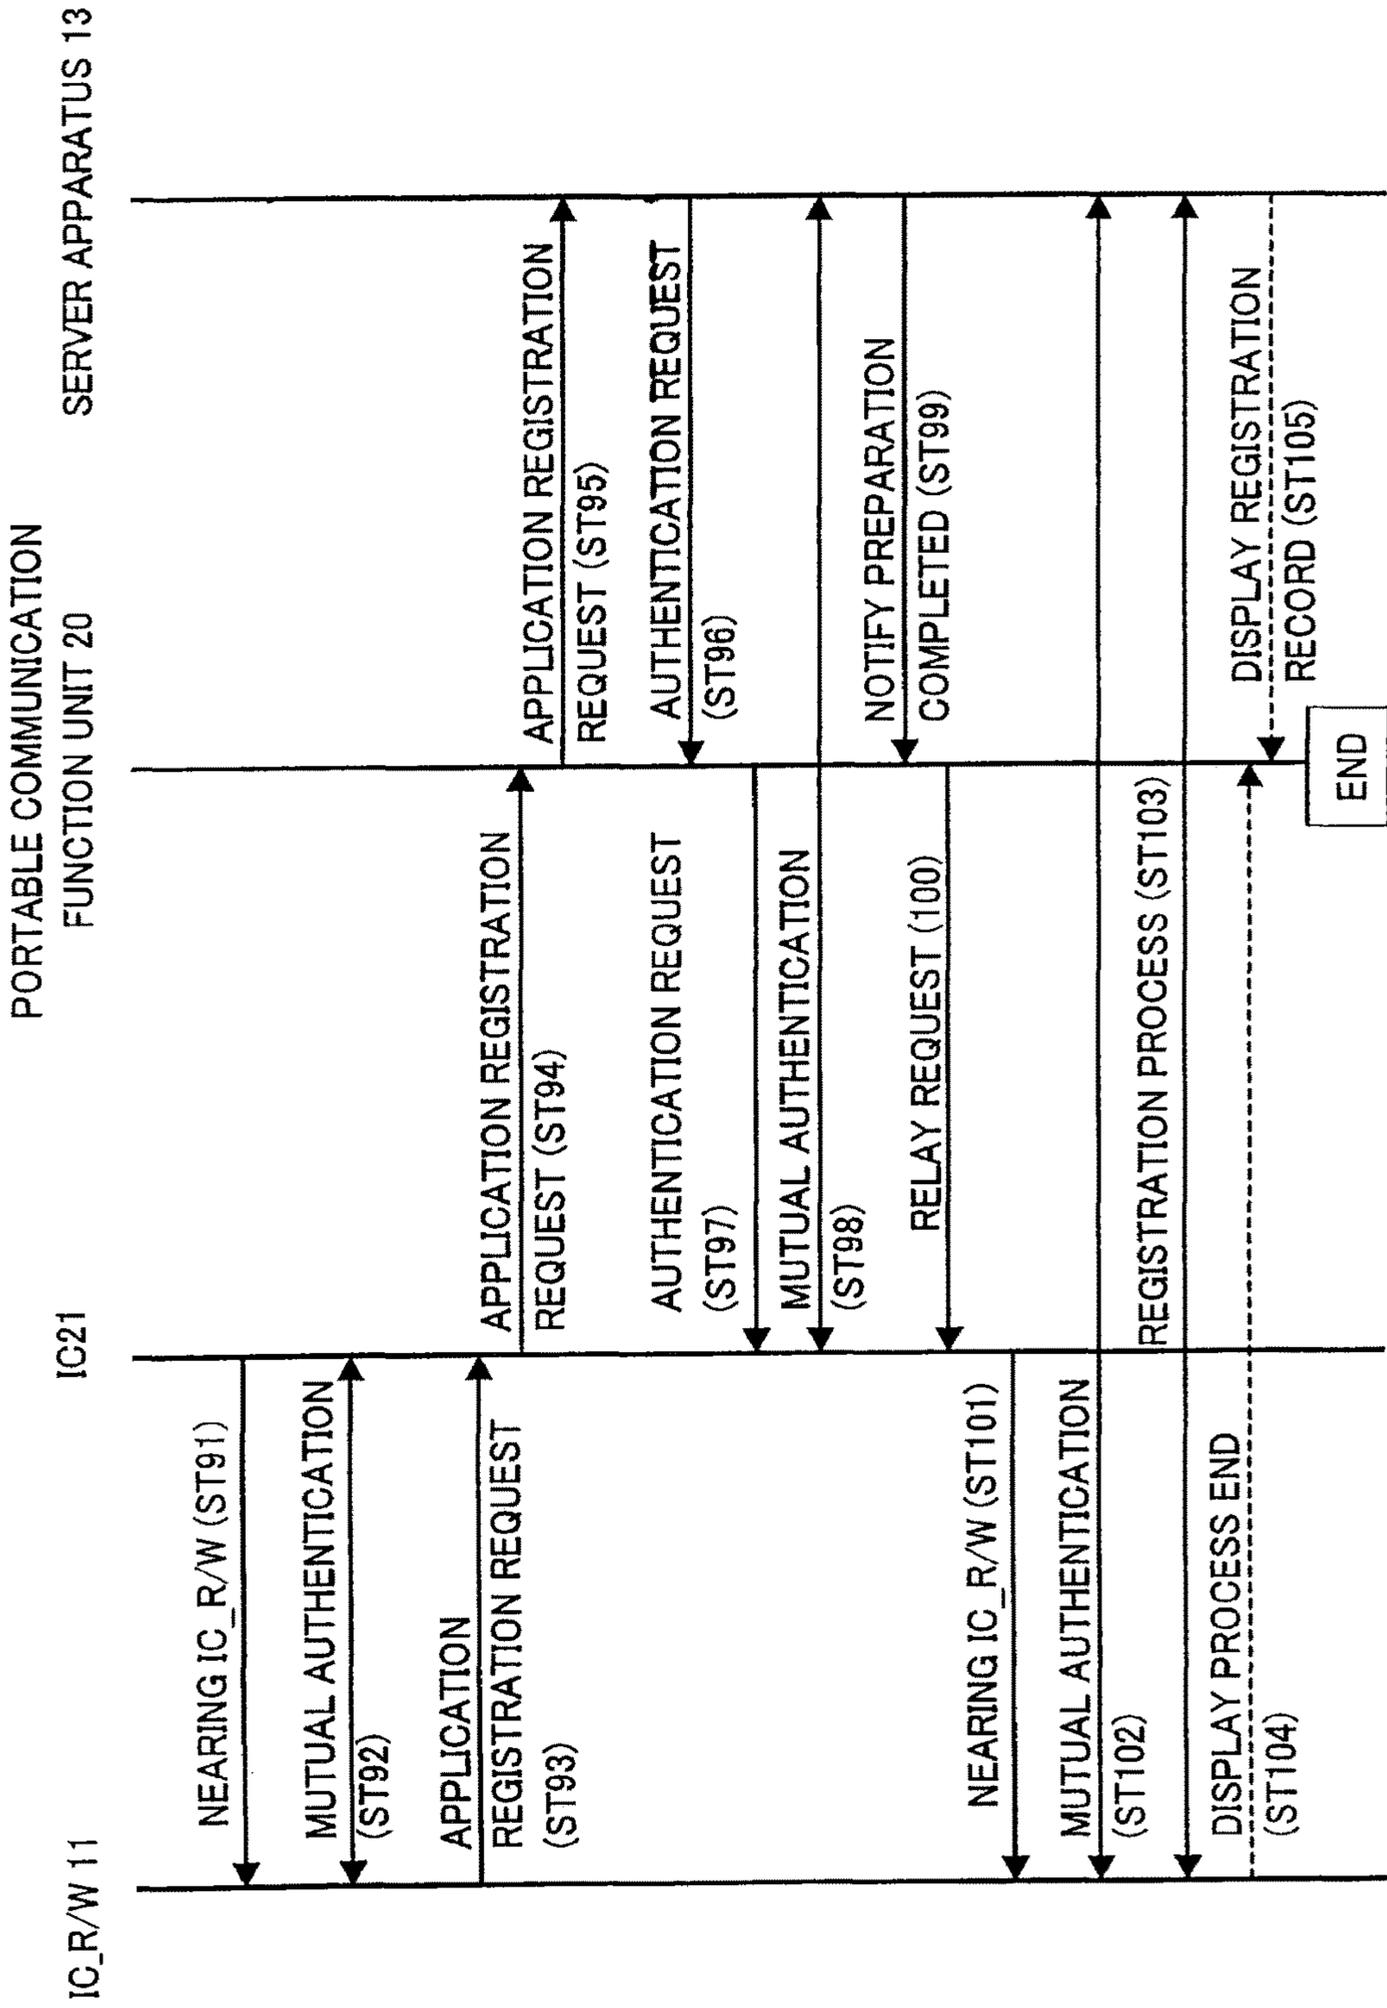 IC_R/W 11
IC21
PORTABLE COMMUNICATION
FUNCTION UNIT 20
SERVER APPARATUS 13
NEARING IC_R/W (ST91)
MUTUAL AUTHENTICATION
(ST92)
APPLICATION
REGISTRATION REQUEST
(ST93)
APPLICATION REGISTRATION
REQUEST (ST94)
APPLICATION REGISTRATION
REQUEST (ST95)
AUTHENTICATION REQUEST
(ST96)
AUTHENTICATION REQUEST
(ST97)
MUTUAL AUTHENTICATION
(ST98)
NOTIFY PREPARATION
COMPLETED (ST99)
RELAY REQUEST (100)
NEARING IC_R/W (ST101)
MUTUAL AUTHENTICATION
(ST102)
REGISTRATION PROCESS (ST103)
DISPLAY PROCESS END
(ST104)
DISPLAY REGISTRATION
RECORD (ST105)
END